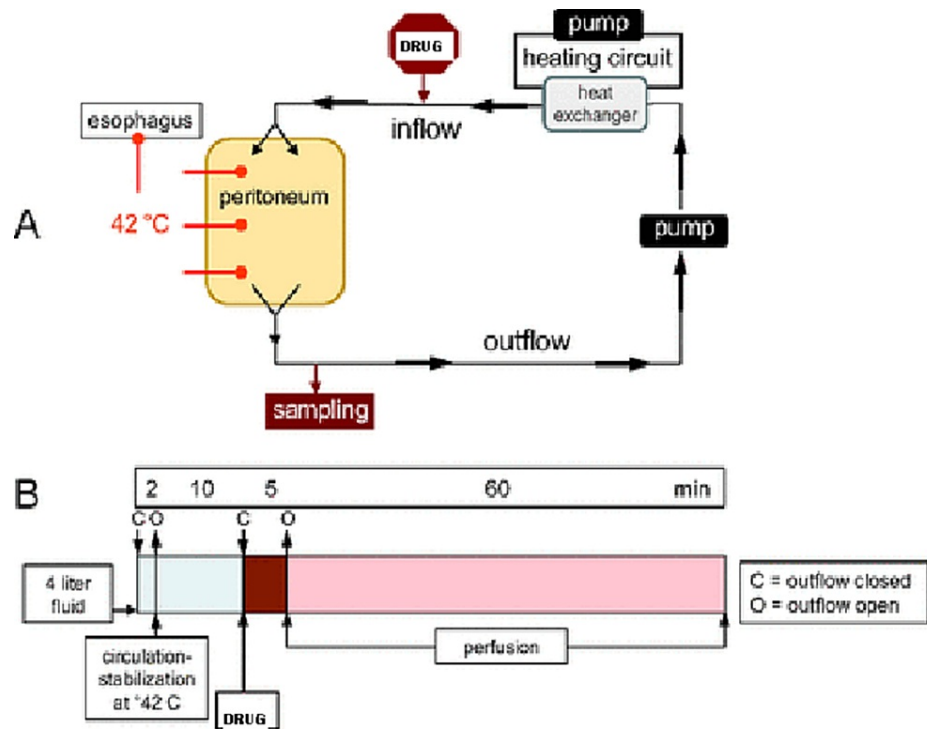 pump
DRUG
heating circuit
heat
exchanger
inflow
esophagus
peritoneum
A
42 °C
pump
outflow
sampling
B
2 10 5 60 min
C O C O
4 liter
fluid
C = outflow closed
O = outflow open
perfusion
circulation-
stabilization
at °42 C
DRUG